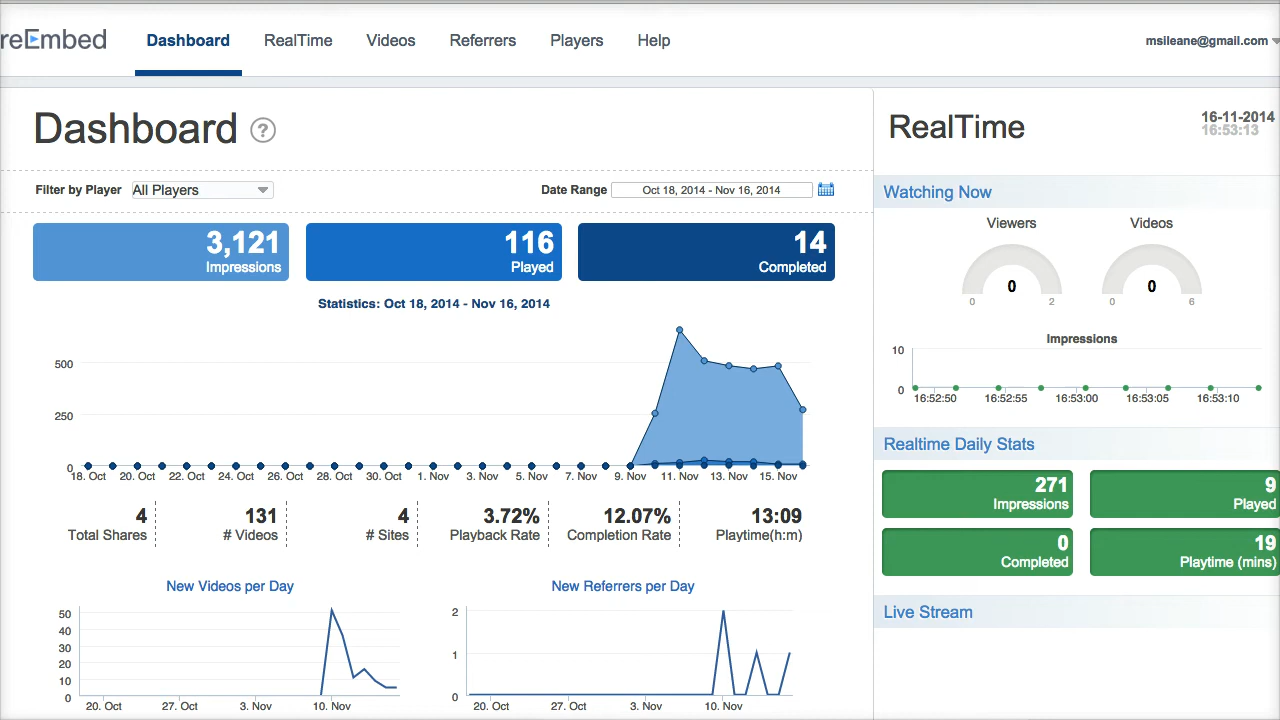 reEmbed
Dashboard RealTime Videos Referrers Players Help
msileane@gmail.com
Dashboard ?
Filter by Player All Players
Date Range Oct 18, 2014 - Nov 16, 2014
3,121
Impressions
116
Played
14
Completed
Statistics: Oct 18, 2014 - Nov 16, 2014
500
250
0
18. Oct 20. Oct 22. Oct 24. Oct 26. Oct 28. Oct 30. Oct 1. Nov 3. Nov 5. Nov 7. Nov 9. Nov 11. Nov 13. Nov 15. Nov
4
Total Shares
131
# Videos
4
# Sites
3.72%
Playback Rate
12.07%
Completion Rate
13:09
Playtime(h:m)
New Videos per Day
50
40
30
20
10
0
20. Oct 27. Oct 3. Nov 10. Nov
New Referrers per Day
2
1
0
20. Oct 27. Oct 3. Nov 10. Nov
RealTime
16-11-2014
16:53:13
Watching Now
Viewers
0
0 2
Videos
0
0 6
Impressions
10
0
16:52:50 16:52:55 16:53:00 16:53:05 16:53:10
Realtime Daily Stats
271
Impressions
9
Played
0
Completed
19
Playtime (mins)
Live Stream